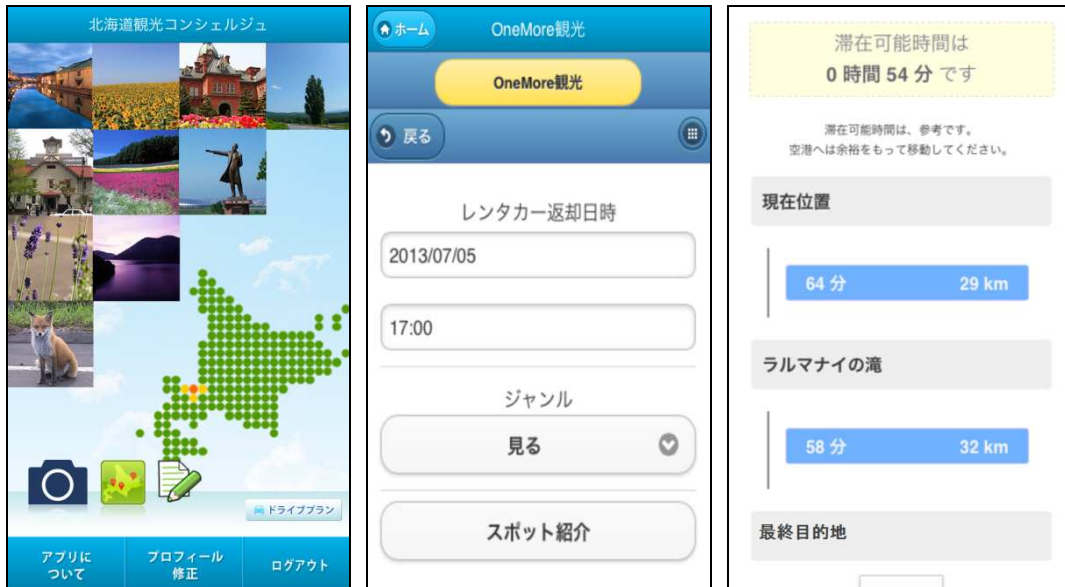 北海道観光コンシェルジュ
ドライブプラン
アプリに
ついて
プロフィール
修正
ログアウト
ホーム
OneMore観光
OneMore観光
戻る
レンタカー返却日時
2013/07/05
17:00
ジャンル
見る
スポット紹介
滞在可能時間は
0 時間 54 分 です
滞在可能時間は、参考です。
空港へは余裕をもって移動してください。
現在位置
64 分 29 km
ラルマナイの滝
58 分 32 km
最終目的地